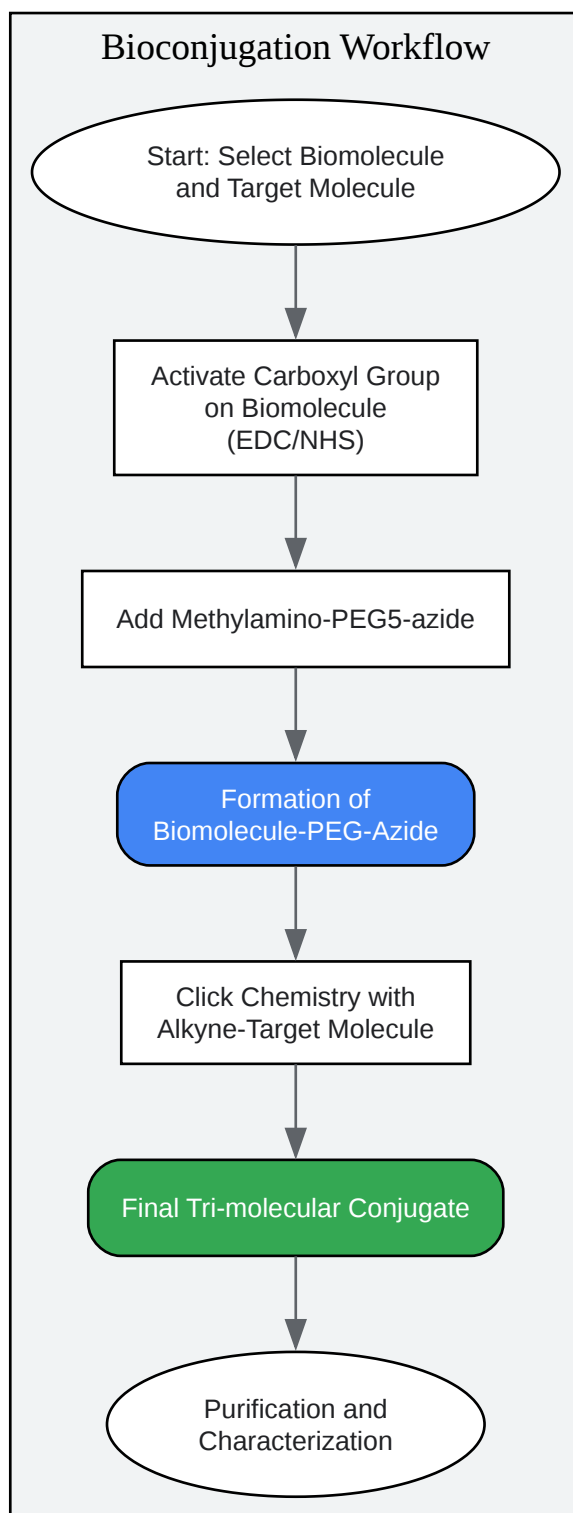 Bioconjugation Workflow
Start: Select Biomolecule
and Target Molecule
Activate Carboxyl Group
on Biomolecule
(EDC/NHS)
Add Methylamino-PEG5-azide
Formation of
Biomolecule-PEG-Azide
Click Chemistry with
Alkyne-Target Molecule
Final Tri-molecular Conjugate
Purification and
Characterization